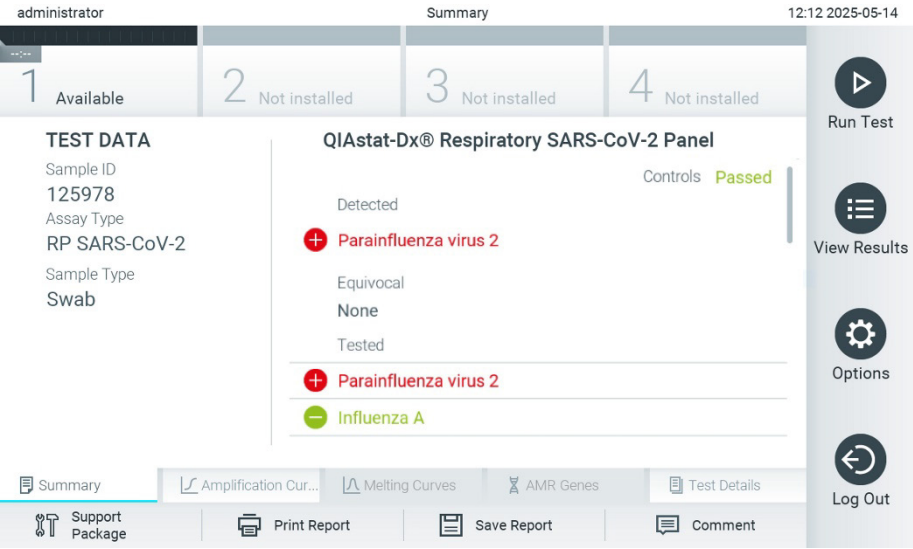 administrator
Summary
12:12 2025-05-14
--:--
1 Available
2 Not installed
3 Not installed
4 Not installed
Run Test
View Results
Options
Log Out
TEST DATA
Sample ID
125978
Assay Type
RP SARS-CoV-2
Sample Type
Swab
QIAstat-Dx® Respiratory SARS-CoV-2 Panel
Controls Passed
Detected
Parainfluenza virus 2
Equivocal
None
Tested
Parainfluenza virus 2
Influenza A
Summary
Amplification Cur...
Melting Curves
AMR Genes
Test Details
Support
Package
Print Report
Save Report
Comment